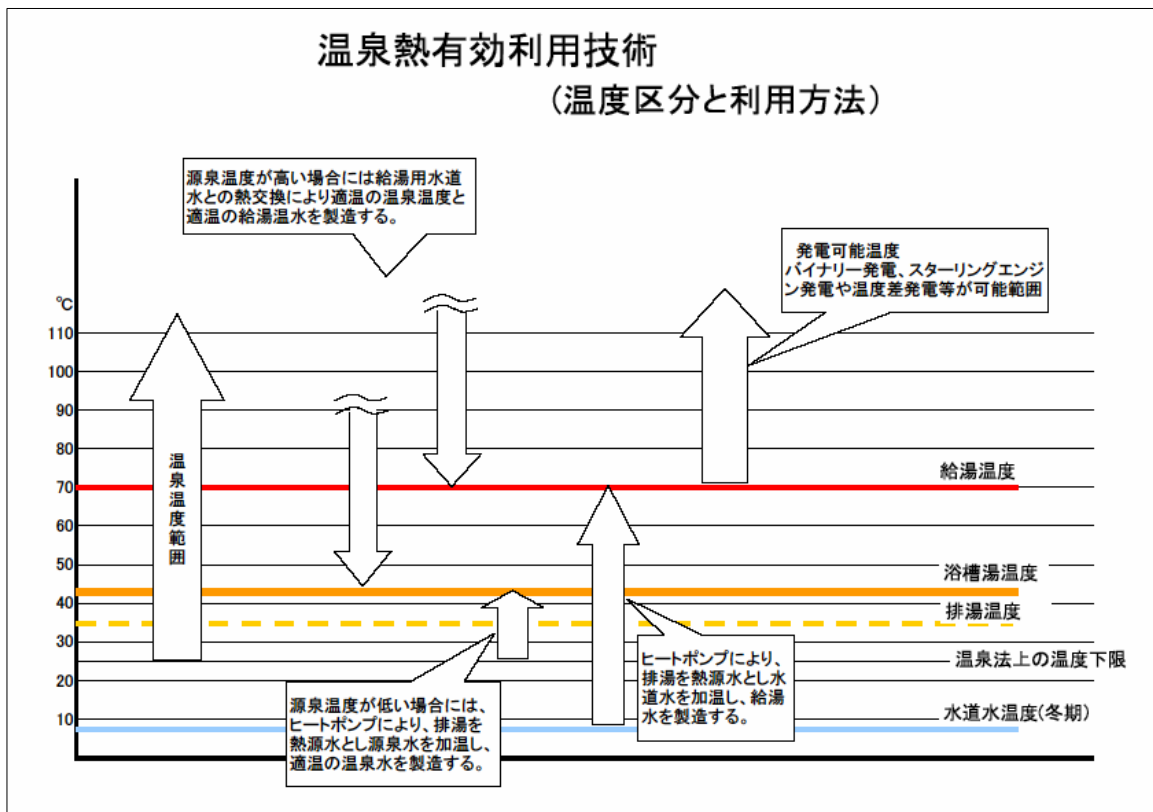 温泉熱有効利用技術
(温度区分と利用方法)
源泉温度が高い場合には給湯用水道
水との熱交換により適温の温泉温度と
適温の給湯温水を製造する。
発電可能温度
バイナリー発電、スターリングエンジ
ン発電や温度差発電等が可能範囲
℃
110
100
90
80
70
60
50
40
30
20
10
温泉温度範囲
給湯温度
浴槽湯温度
排湯温度
温泉法上の温度下限
水道水温度(冬期)
源泉温度が低い場合には、
ヒートポンプにより、排湯を
熱源水とし源泉水を加温し、
適温の温泉水を製造する。
ヒートポンプにより、
排湯を熱源水とし水
道水を加温し、給湯
水を製造する。